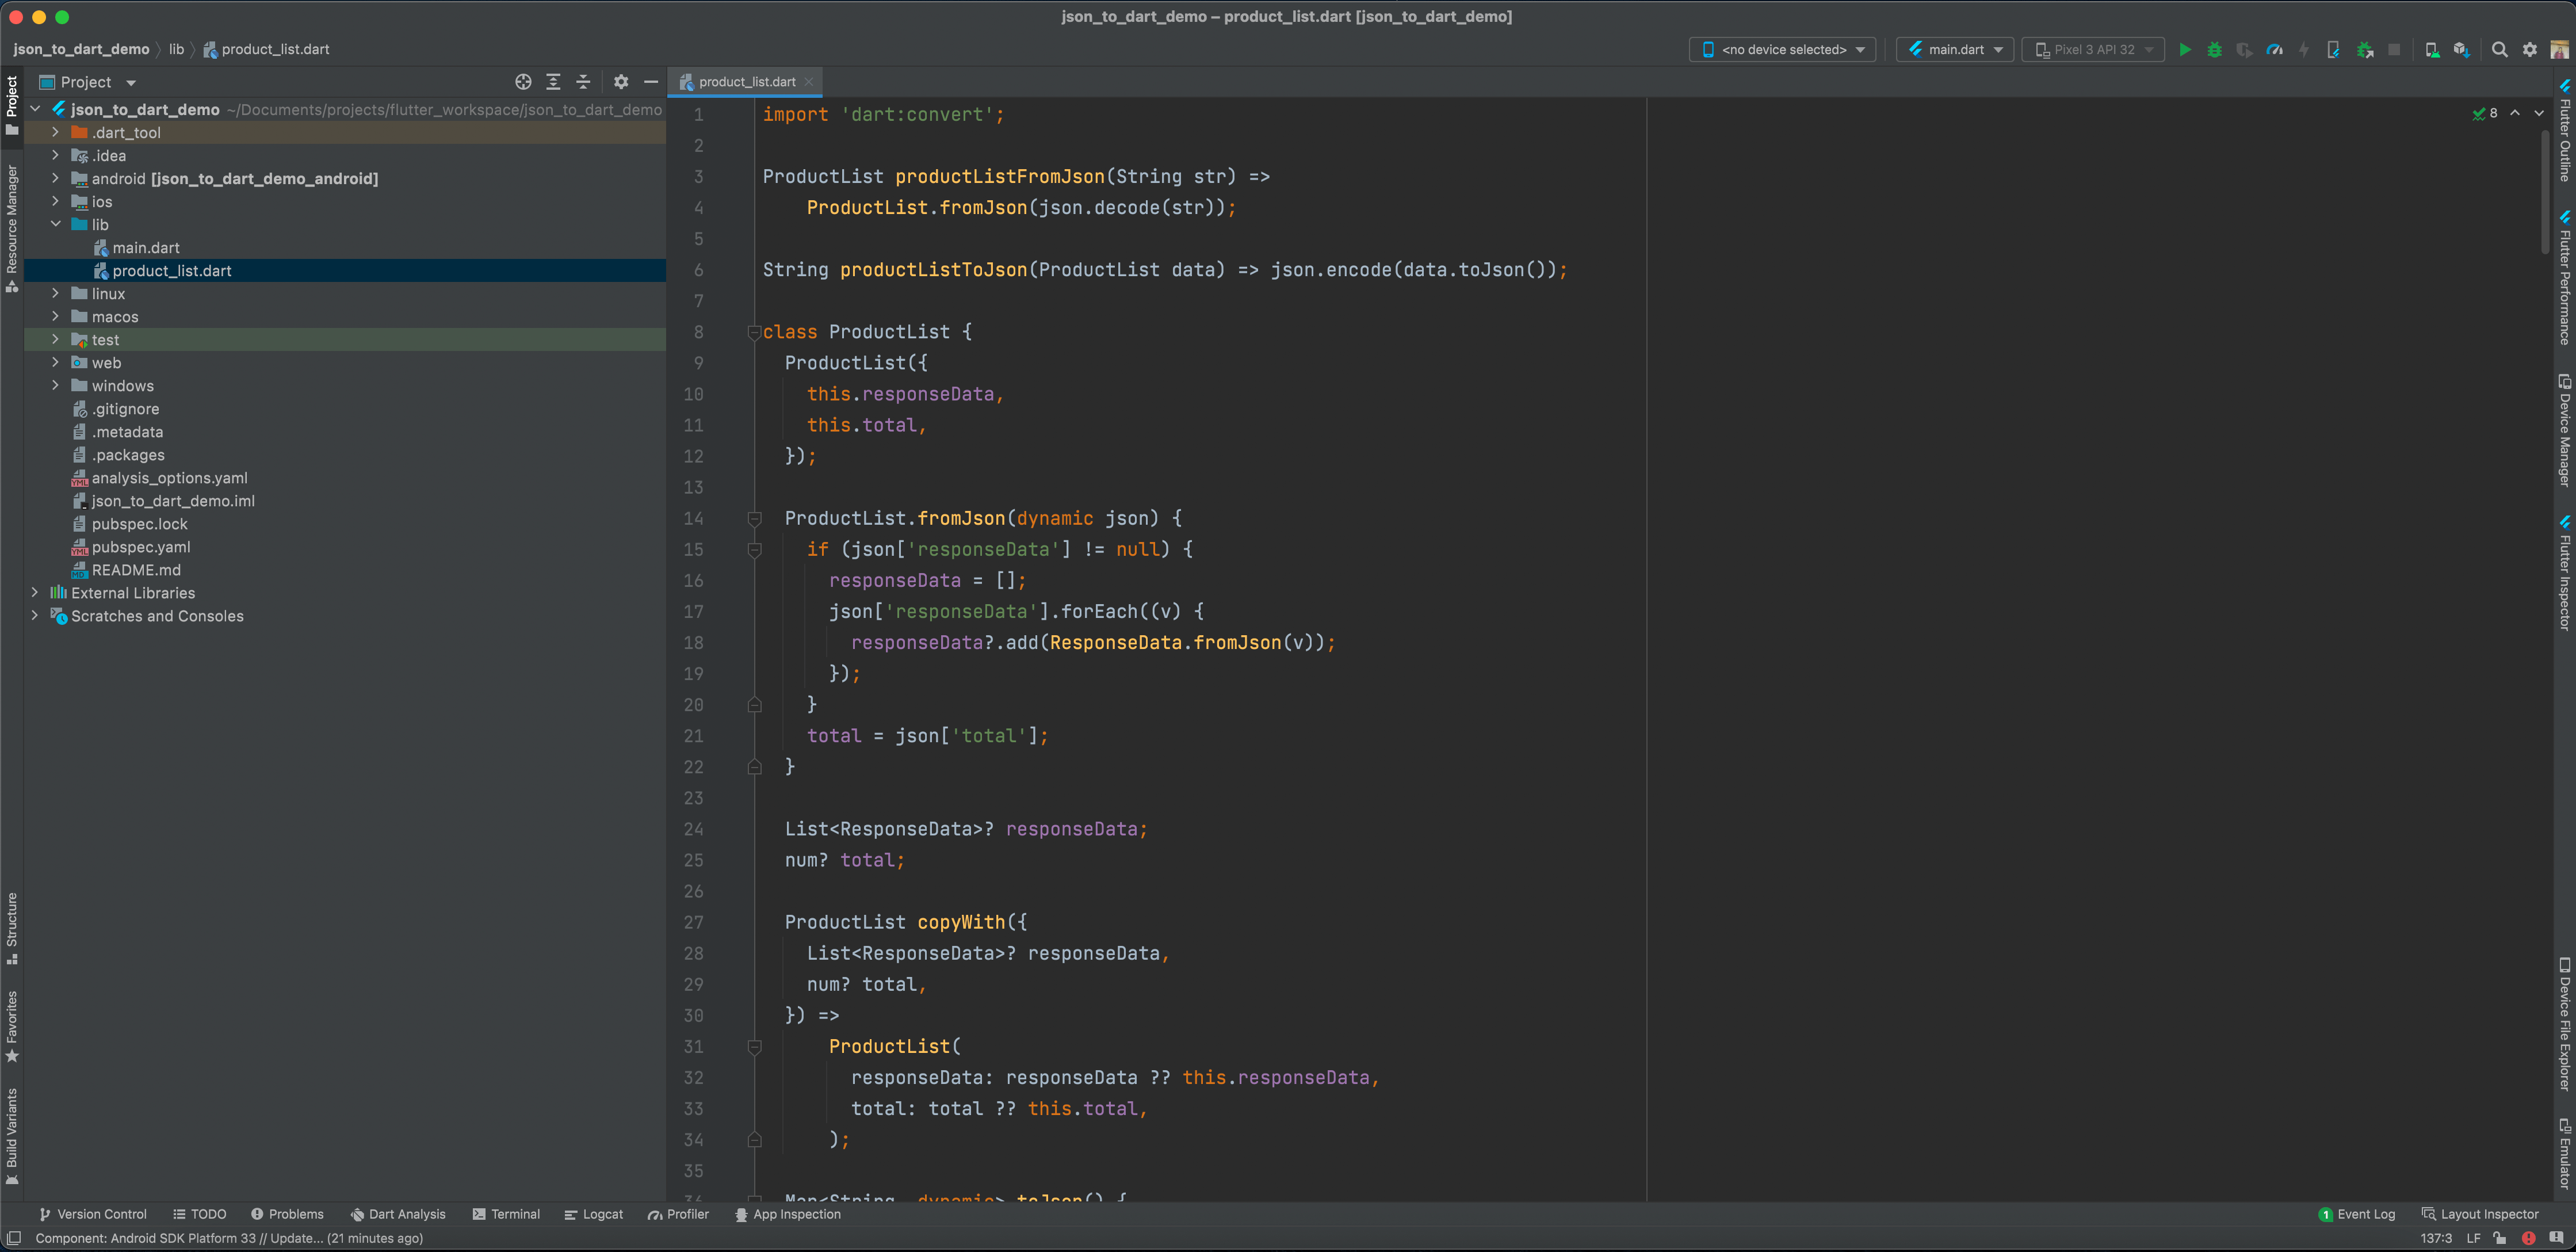 json_to_dart_demo – product_list.dart [json_to_dart_demo]
json_to_dart_demo lib product_list.dart
<no device selected> main.dart Pixel 3 API 32
Project
product_list.dart
Project
Resource Manager
Structure
Favorites
Build Variants
json_to_dart_demo ~/Documents/projects/flutter_workspace/json_to_dart_demo
.dart_tool
.idea
android [json_to_dart_demo_android]
ios
lib
main.dart
product_list.dart
linux
macos
test
web
windows
.gitignore
.metadata
.packages
analysis_options.yaml
json_to_dart_demo.iml
pubspec.lock
pubspec.yaml
README.md
External Libraries
Scratches and Consoles
1 import 'dart:convert';
2
3 ProductList productListFromJson(String str) =>
4 ProductList.fromJson(json.decode(str));
5
6 String productListToJson(ProductList data) => json.encode(data.toJson());
7
8 class ProductList {
9 ProductList({
10 this.responseData,
11 this.total,
12 });
13
14 ProductList.fromJson(dynamic json) {
15 if (json['responseData'] != null) {
16 responseData = [];
17 json['responseData'].forEach((v) {
18 responseData?.add(ResponseData.fromJson(v));
19 });
20 }
21 total = json['total'];
22 }
23
24 List<ResponseData>? responseData;
25 num? total;
26
27 ProductList copyWith({
28 List<ResponseData>? responseData,
29 num? total,
30 }) =>
31 ProductList(
32 responseData: responseData ?? this.responseData,
33 total: total ?? this.total,
34 );
35
36 Map<String, dynamic> toJson() {
8
Flutter Outline
Flutter Performance
Device Manager
Flutter Inspector
Device File Explorer
Emulator
Version Control TODO Problems Dart Analysis Terminal Logcat Profiler App Inspection
1 Event Log Layout Inspector
Component: Android SDK Platform 33 // Update... (21 minutes ago)
137:3 LF